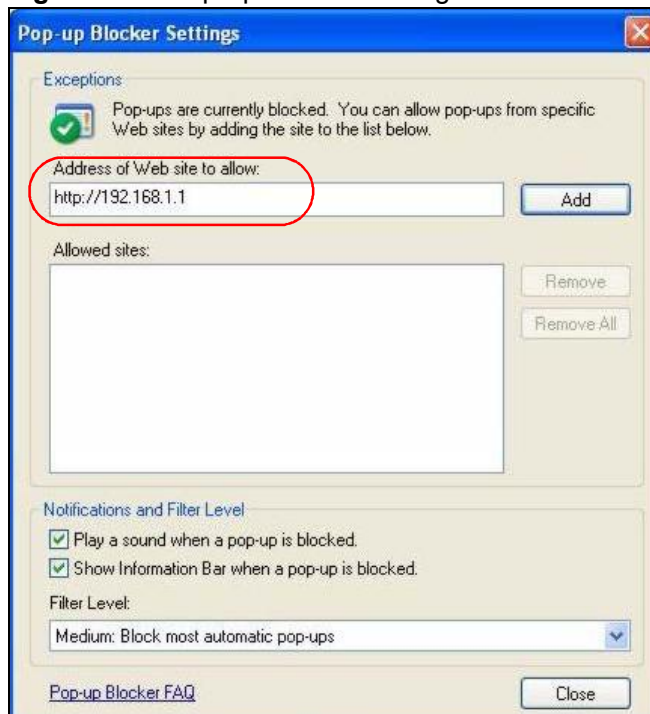 Pop-up Blocker Settings
Exceptions
Pop-ups are currently blocked. You can allow pop-ups from specific
Web sites by adding the site to the list below.
Address of Web site to allow:
http://192.168.1.1
Add
Allowed sites:
Remove
Remove All
Notifications and Filter Level
Play a sound when a pop-up is blocked.
Show Information Bar when a pop-up is blocked.
Filter Level:
Medium: Block most automatic pop-ups
Pop-up Blocker FAQ
Close